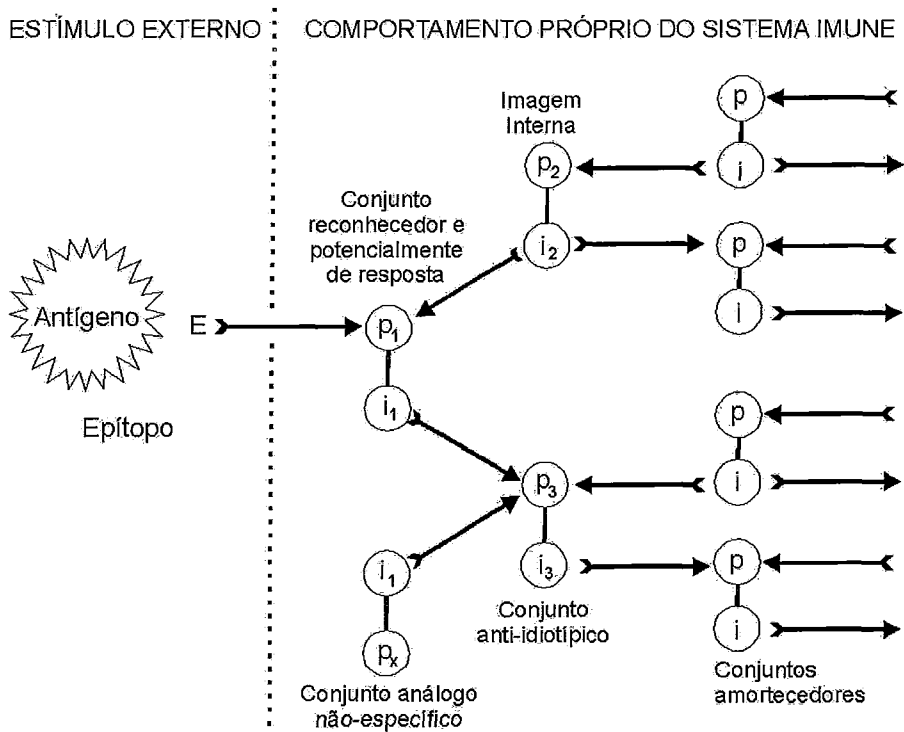 ESTÍMULO EXTERNO
COMPORTAMENTO PRÓPRIO DO SISTEMA IMUNE
Imagem
Interna
p
i
p₂
i₂
p
i
Conjunto
reconhecedor e
potencialmente
de resposta
Antígeno
E
p₁
i₁
Epítopo
p
i
p₃
i₃
i₁
pₓ
p
i
Conjunto
anti-idiotípico
Conjuntos
amortecedores
Conjunto análogo
não-específico